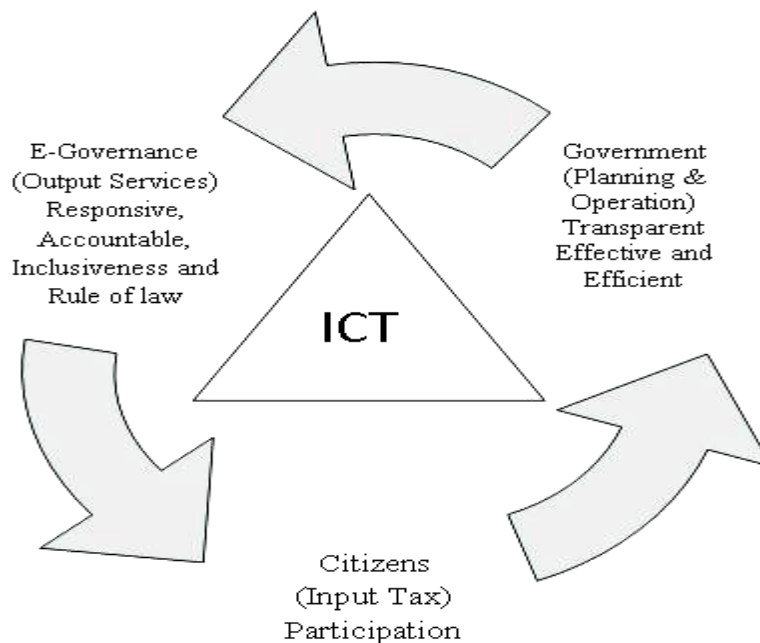 E-Governance
(Output Services)
Responsive,
Accountable,
Inclusiveness and
Rule of law
Government
(Planning &
Operation)
Transparent
Effective and
Efficient
ICT
Citizens
(Input Tax)
Participation